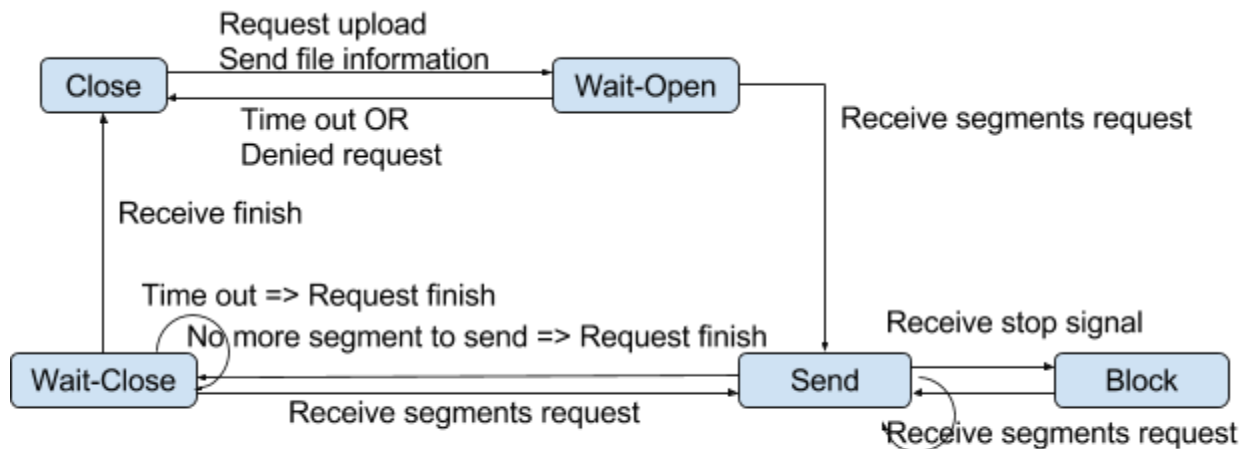 Request upload
Send file information
Close
Wait-Open
Time out OR
Denied request
Receive segments request
Receive finish
Time out => Request finish
No more segment to send => Request finish
Receive stop signal
Wait-Close
Send
Block
Receive segments request
Receive segments request